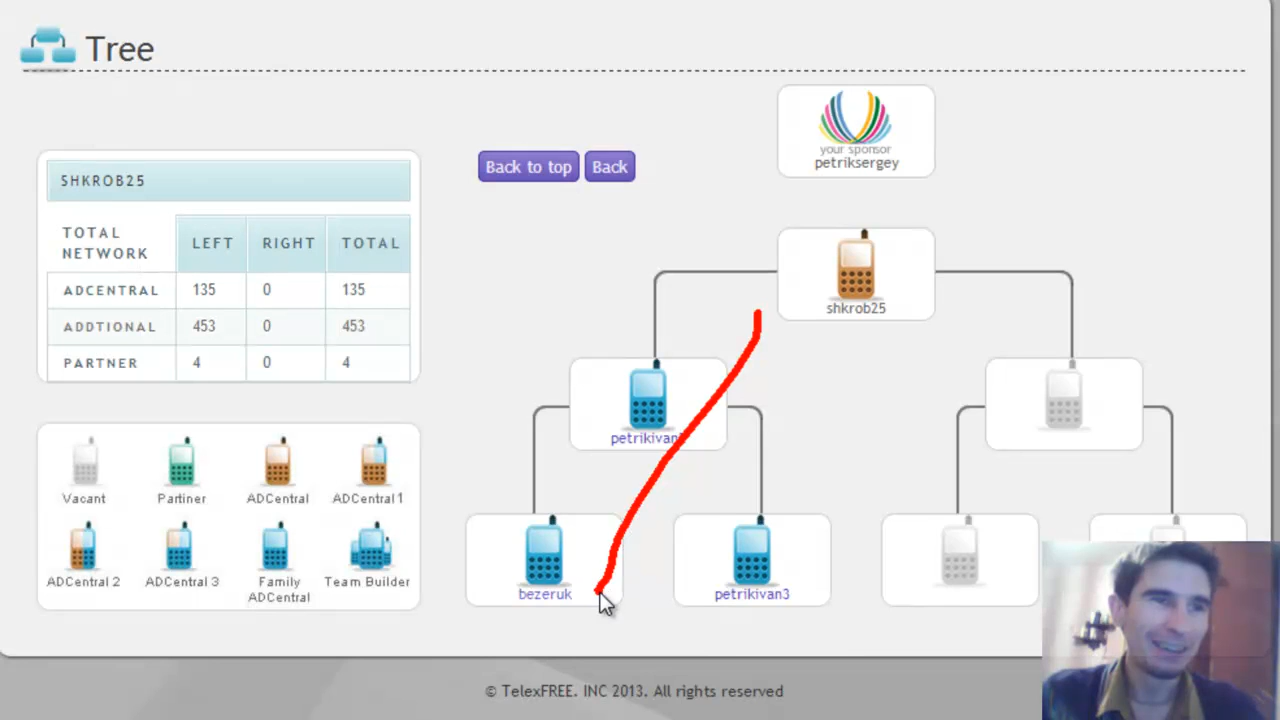 Tree
your sponsor
petriksergey
Back to top
Back
SHKROB25
TOTAL NETWORK LEFT RIGHT TOTAL
ADCENTRAL 135 0 135
ADDTIONAL 453 0 453
PARTNER 4 0 4
shkrob25
petrikivan
bezeruk
petrikivan3
Vacant Partiner ADCentral ADCentral 1
ADCentral 2 ADCentral 3 Family ADCentral Team Builder
© TelexFREE. INC 2013. All rights reserved